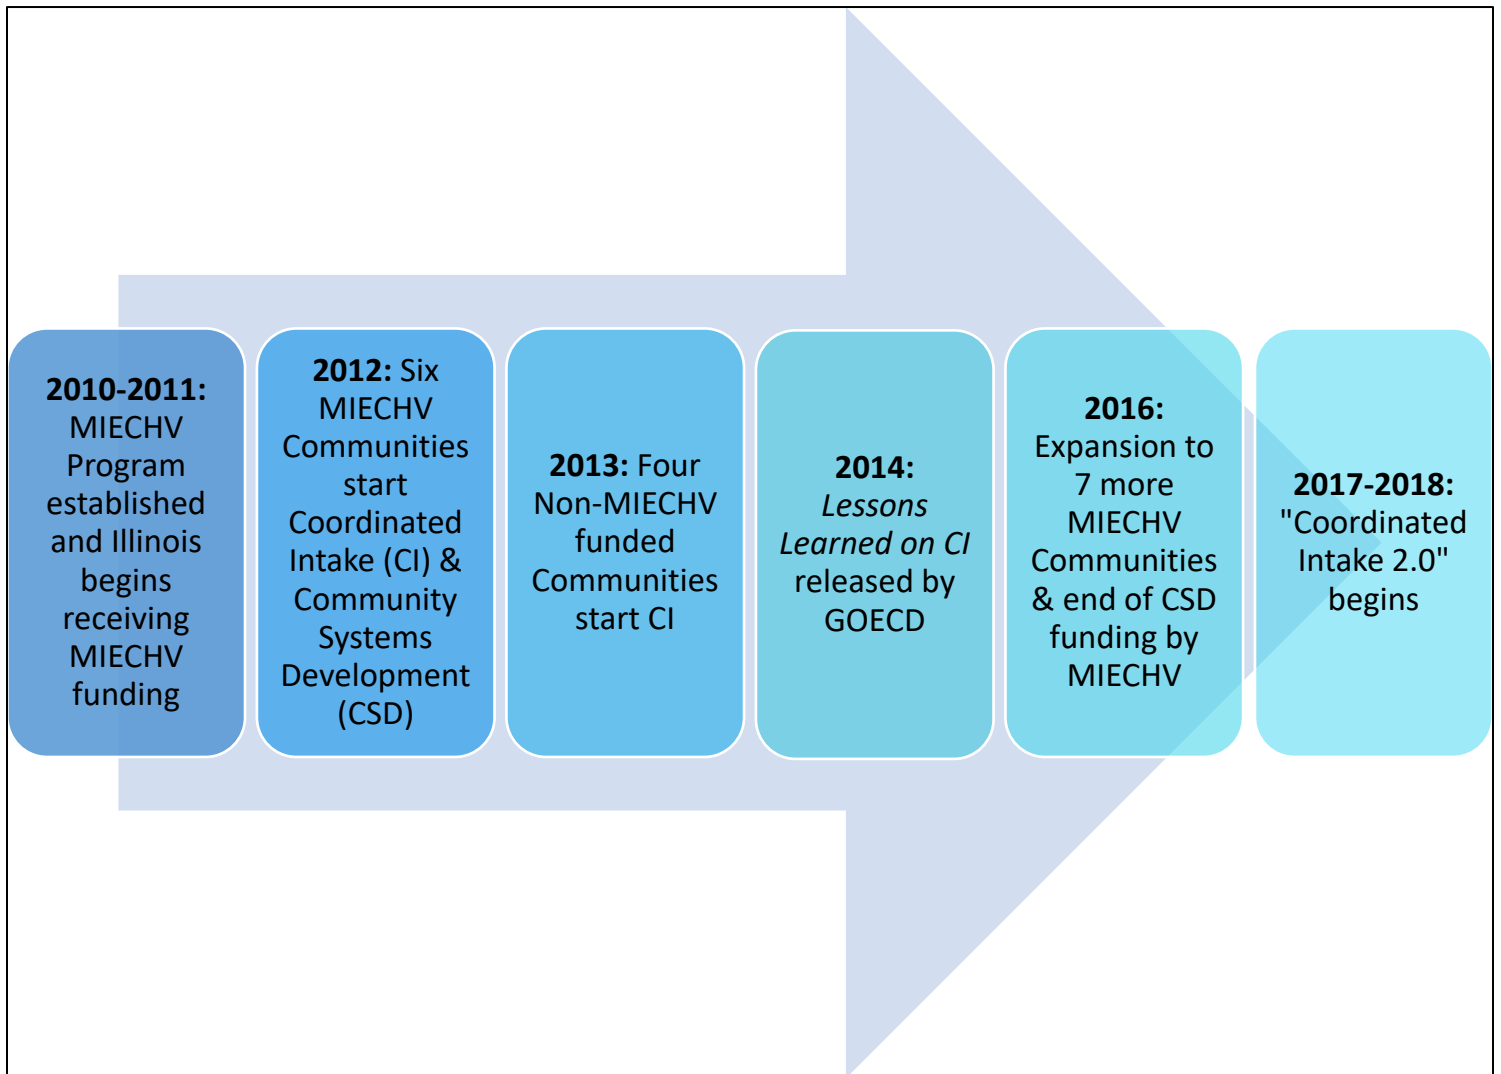 2010-2011:
MIECHV
Program
established
and Illinois
begins
receiving
MIECHV
funding
2012: Six
MIECHV
Communities
start
Coordinated
Intake (CI) &
Community
Systems
Development
(CSD)
2013: Four
Non-MIECHV
funded
Communities
start CI
2014:
Lessons
Learned on CI
released by
GOECD
2016:
Expansion to
7 more
MIECHV
Communities
& end of CSD
funding by
MIECHV
2017-2018:
"Coordinated
Intake 2.0"
begins